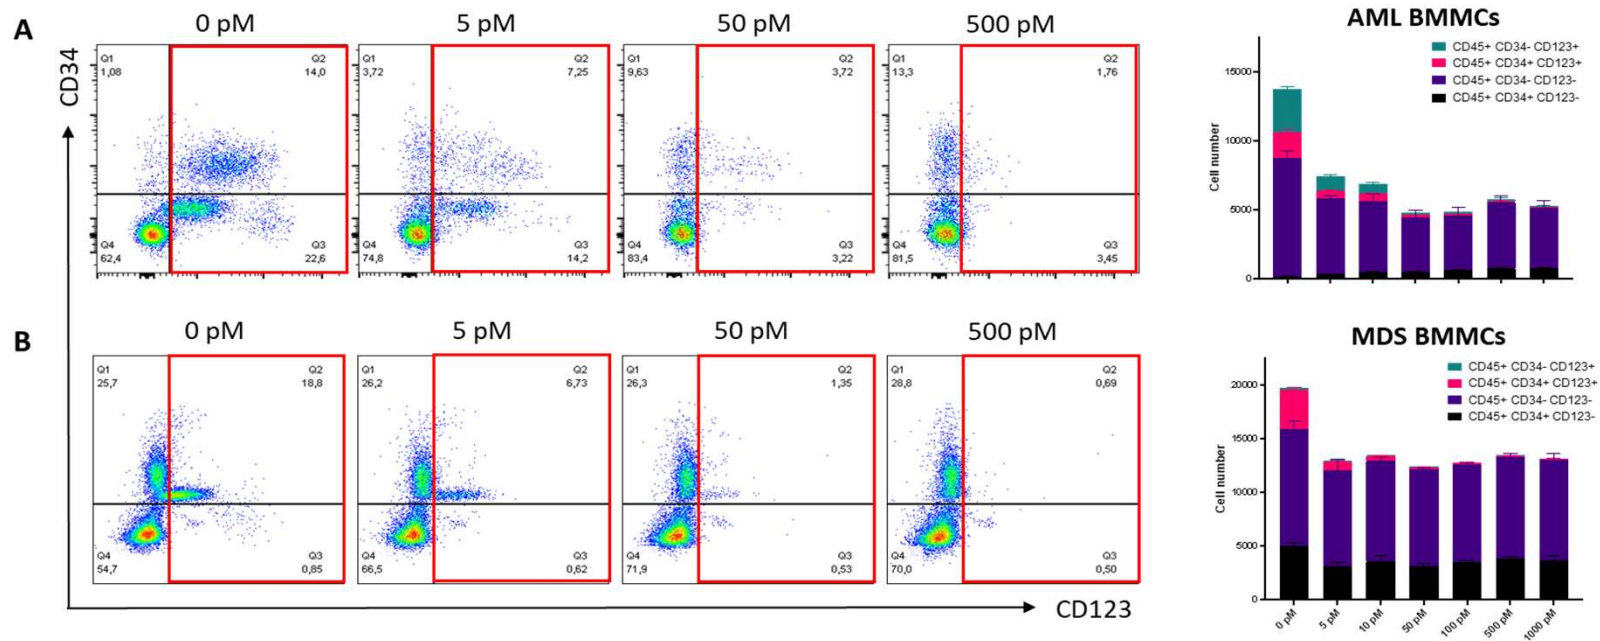 A
0 pM
5 pM
50 pM
500 pM
AML BMMCs
CD34
Q1
1,08
Q2
14,0
Q4
62,4
Q3
22,6
Q1
3,72
Q2
7,25
Q4
74,8
Q3
14,2
Q1
9,63
Q2
3,72
Q4
83,4
Q3
3,22
Q1
13,3
Q2
1,76
Q4
81,5
Q3
3,45
CD45+ CD34- CD123+
CD45+ CD34+ CD123+
CD45+ CD34- CD123-
CD45+ CD34+ CD123-
Cell number
15000
10000
5000
0
B
0 pM
5 pM
50 pM
500 pM
MDS BMMCs
Q1
25,7
Q2
18,8
Q4
54,7
Q3
0,85
Q1
26,2
Q2
6,73
Q4
66,5
Q3
0,62
Q1
26,3
Q2
1,35
Q4
71,9
Q3
0,53
Q1
28,8
Q2
0,69
Q4
70,0
Q3
0,50
CD45+ CD34- CD123+
CD45+ CD34+ CD123+
CD45+ CD34- CD123-
CD45+ CD34+ CD123-
Cell number
20000
15000
10000
5000
0
0 pM
5 pM
10 pM
50 pM
100 pM
500 pM
1000 pM
CD123